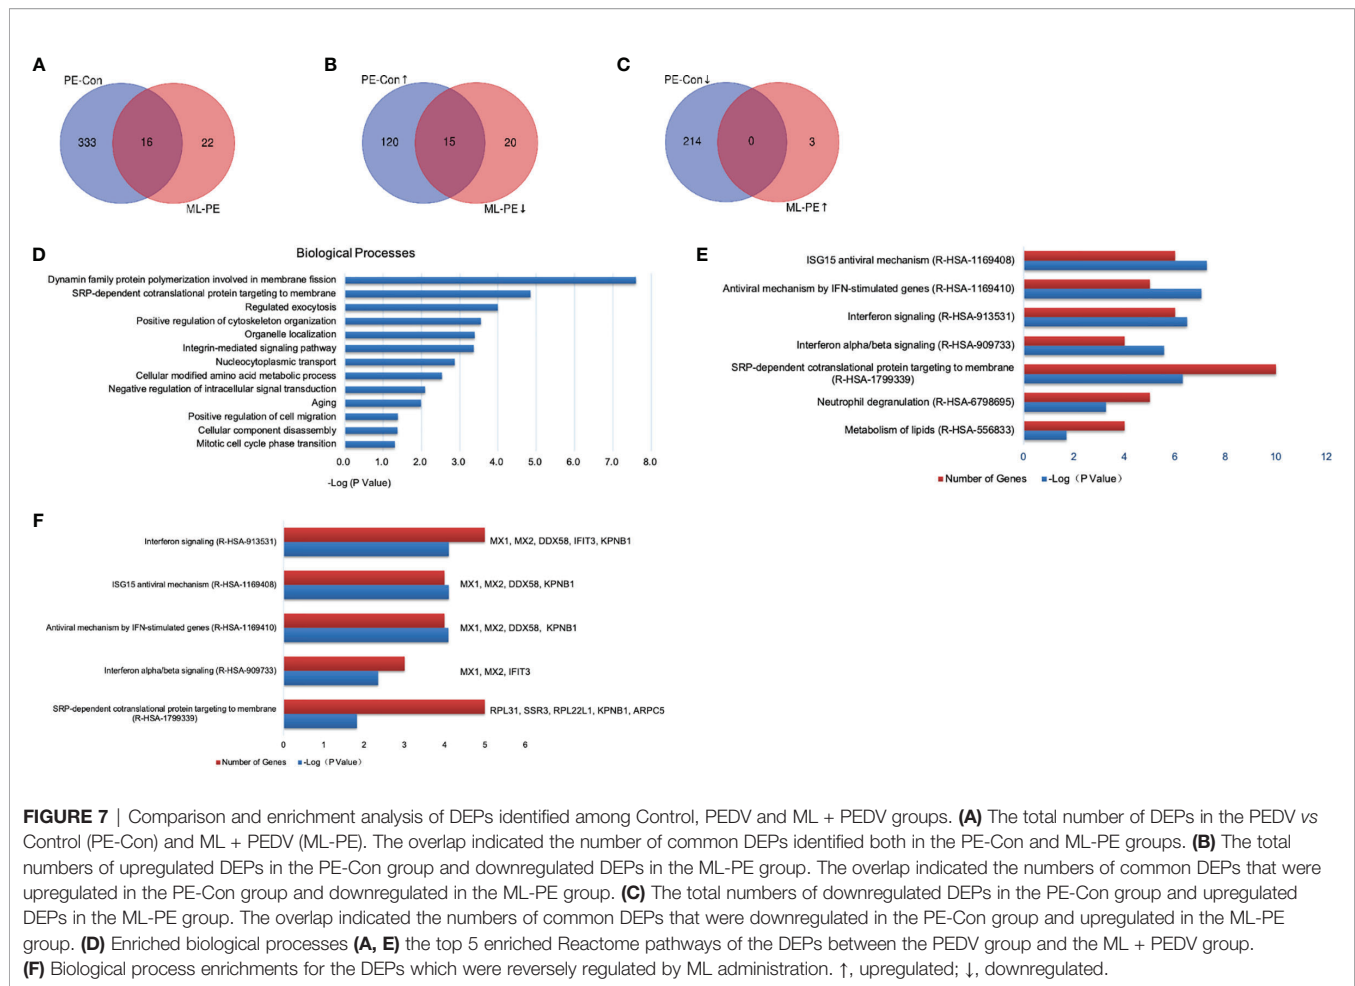 A
PE-Con
333
16
22
ML-PE
B
PE-Con↑
120
15
20
ML-PE↓
C
PE-Con↓
214
0
3
ML-PE↑
D
Biological Processes
Dynamin family protein polymerization involved in membrane fission
SRP-dependent cotranslational protein targeting to membrane
Regulated exocytosis
Positive regulation of cytoskeleton organization
Organelle localization
Integrin-mediated signaling pathway
Nucleocytoplasmic transport
Cellular modified amino acid metabolic process
Negative regulation of intracellular signal transduction
Aging
Positive regulation of cell migration
Cellular component disassembly
Mitotic cell cycle phase transition
0.0 1.0 2.0 3.0 4.0 5.0 6.0 7.0 8.0
-Log (P Value)
E
ISG15 antiviral mechanism (R-HSA-1169408)
Antiviral mechanism by IFN-stimulated genes (R-HSA-1169410)
Interferon signaling (R-HSA-913531)
Interferon alpha/beta signaling (R-HSA-909733)
SRP-dependent cotranslational protein targeting to membrane
(R-HSA-1799339)
Neutrophil degranulation (R-HSA-6798695)
Metabolism of lipids (R-HSA-556833)
0 2 4 6 8 10 12
Number of Genes -Log（P Value）
F
Interferon signaling (R-HSA-913531)
MX1, MX2, DDX58, IFIT3, KPNB1
ISG15 antiviral mechanism (R-HSA-1169408)
MX1, MX2, DDX58, KPNB1
Antiviral mechanism by IFN-stimulated genes (R-HSA-1169410)
MX1, MX2, DDX58, KPNB1
Interferon alpha/beta signaling (R-HSA-909733)
MX1, MX2, IFIT3
SRP-dependent cotranslational protein targeting to membrane
(R-HSA-1799339)
RPL31, SSR3, RPL22L1, KPNB1, ARPC5
0 1 2 3 4 5 6
Number of Genes -Log（P Value）
FIGURE 7 | Comparison and enrichment analysis of DEPs identified among Control, PEDV and ML + PEDV groups. (A) The total number of DEPs in the PEDV vs
Control (PE-Con) and ML + PEDV (ML-PE). The overlap indicated the number of common DEPs identified both in the PE-Con and ML-PE groups. (B) The total
numbers of upregulated DEPs in the PE-Con group and downregulated DEPs in the ML-PE group. The overlap indicated the numbers of common DEPs that were
upregulated in the PE-Con group and downregulated in the ML-PE group. (C) The total numbers of downregulated DEPs in the PE-Con group and upregulated
DEPs in the ML-PE group. The overlap indicated the numbers of common DEPs that were downregulated in the PE-Con group and upregulated in the ML-PE
group. (D) Enriched biological processes (A, E) the top 5 enriched Reactome pathways of the DEPs between the PEDV group and the ML + PEDV group.
(F) Biological process enrichments for the DEPs which were reversely regulated by ML administration. ↑, upregulated; ↓, downregulated.